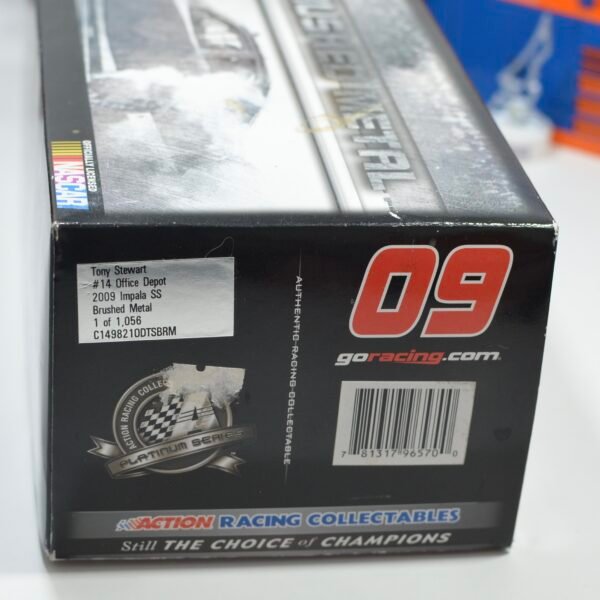 BRUSHED METAL
OFFICIALLY LICENSED
NASCAR
Tony Stewart
#14 Office Depot
2009 Impala SS
Brushed Metal
1 of 1,056
C149821ODTSBRM
ACTION RACING COLLEC
PLATINUM SERIES
AUTHENTIC RACING COLLECTABLE
09
goracing.com
7 81317 96570 0
ACTION RACING COLLECTABLES
Still THE CHOICE of CHAMPIONS